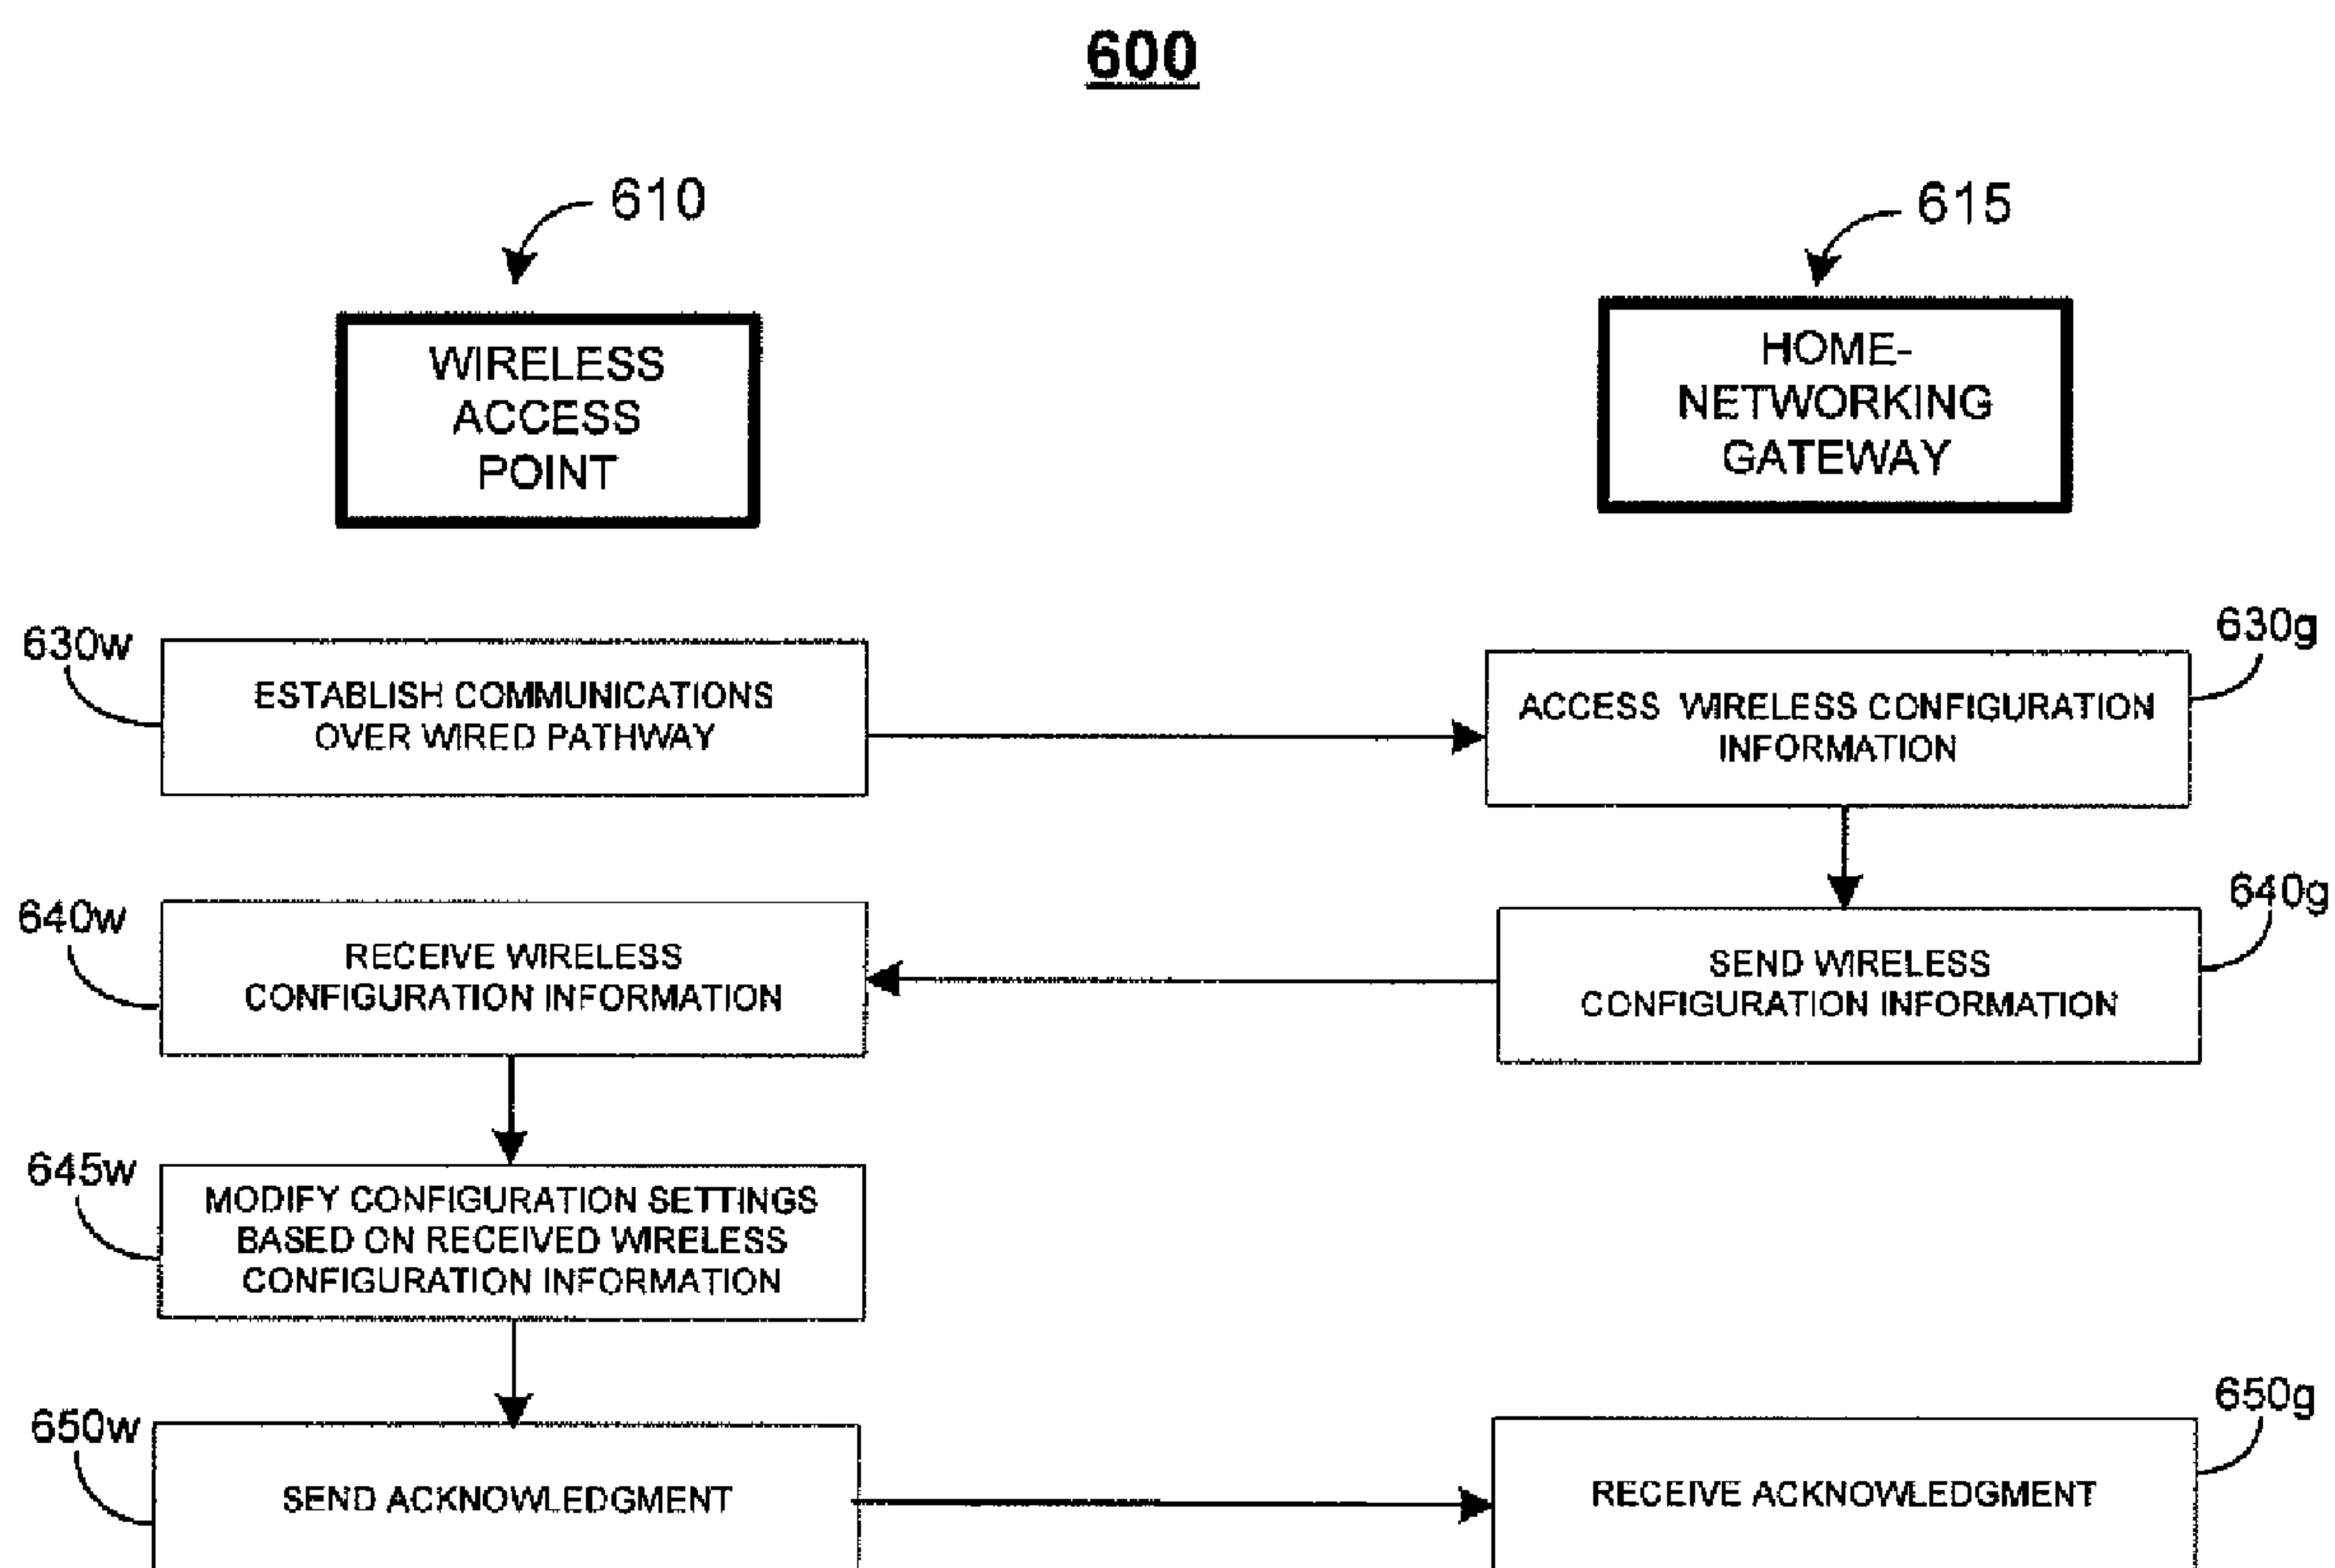 600
610
615
WIRELESS
ACCESS
POINT
HOME-
NETWORKING
GATEWAY
630w
ESTABLISH COMMUNICATIONS
OVER WIRED PATHWAY
630g
ACCESS WIRELESS CONFIGURATION
INFORMATION
640w
RECEIVE WIRELESS
CONFIGURATION INFORMATION
640g
SEND WIRELESS
CONFIGURATION INFORMATION
645w
MODIFY CONFIGURATION SETTINGS
BASED ON RECEIVED WIRELESS
CONFIGURATION INFORMATION
650w
SEND ACKNOWLEDGMENT
650g
RECEIVE ACKNOWLEDGMENT